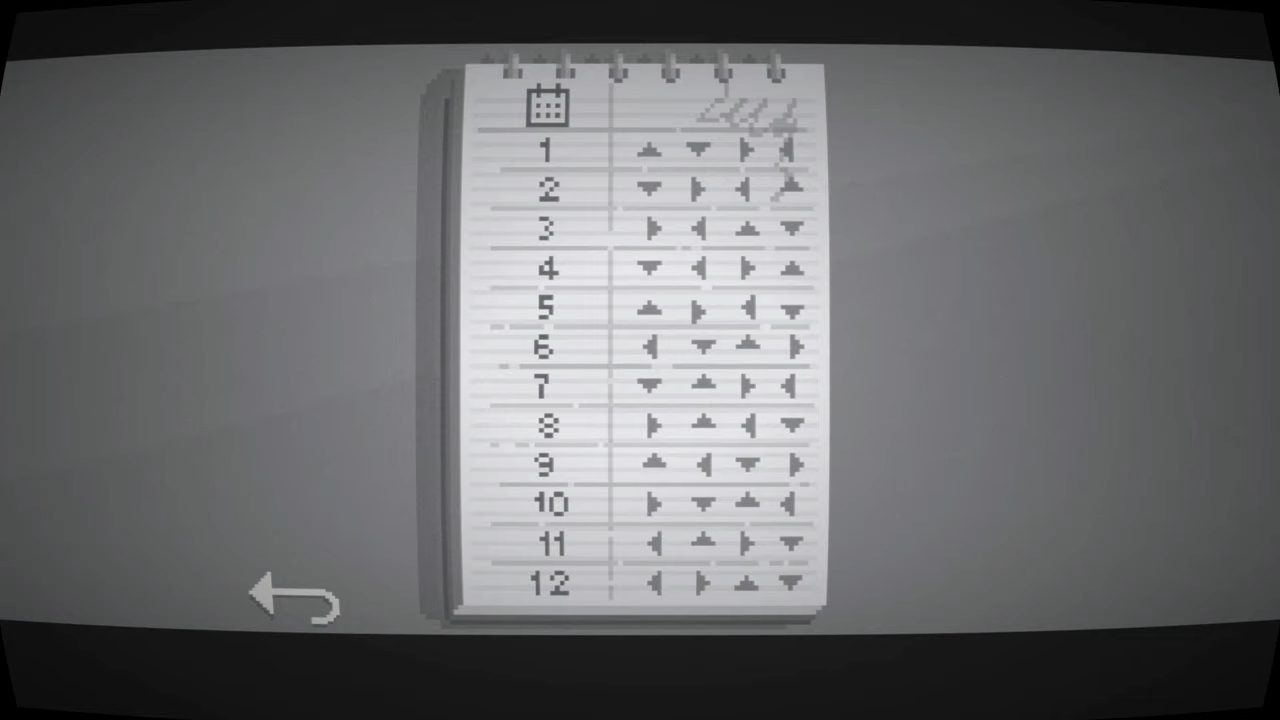 1 ▲ ▼ ▶ ◀
2 ▼ ▶ ◀ ▲
3 ▶ ◀ ▲ ▼
4 ▼ ◀ ▶ ▲
5 ▲ ▶ ◀ ▼
6 ◀ ▼ ▲ ▶
7 ▼ ▲ ▶ ◀
8 ▶ ▲ ◀ ▼
9 ▲ ◀ ▼ ▶
10 ▶ ▼ ▲ ◀
11 ◀ ▲ ▶ ▼
12 ◀ ▶ ▲ ▼